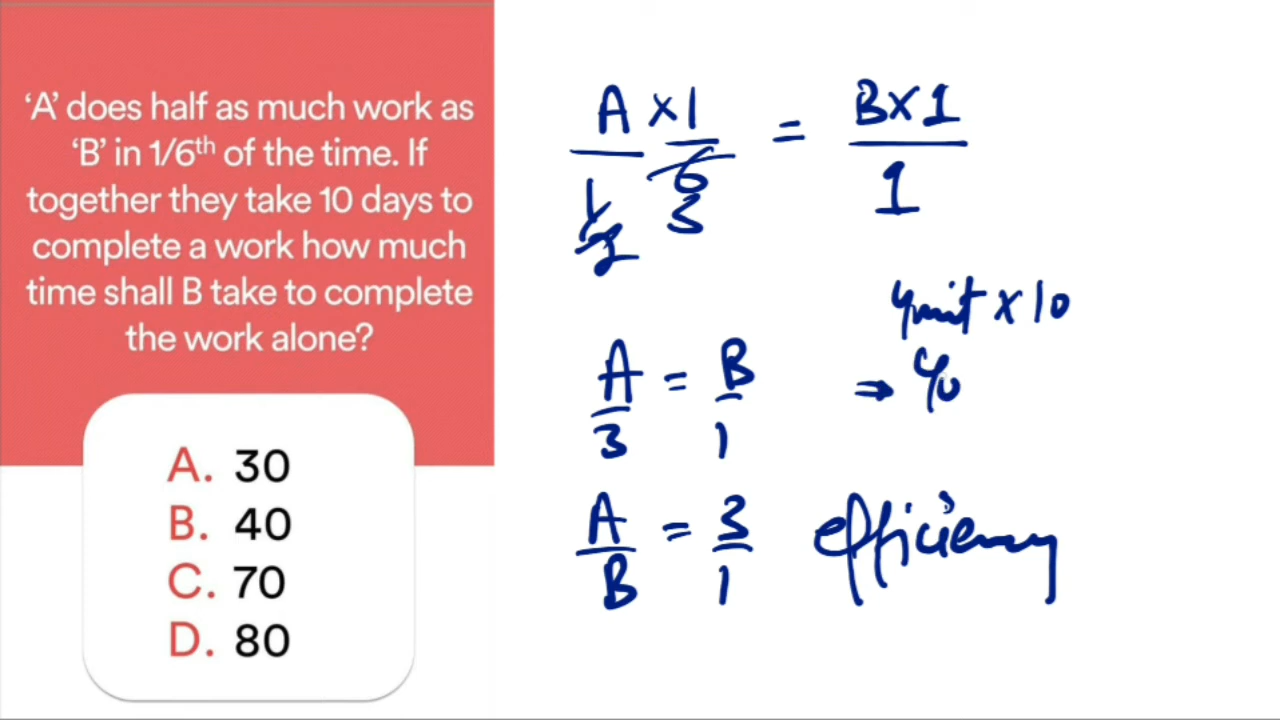 ‘A’ does half as much work as
‘B’ in 1/6th of the time. If
together they take 10 days to
complete a work how much
time shall B take to complete
the work alone?
A. 30
B. 40
C. 70
D. 80
A × 1 = B × 1
1/2 6 1
3
4 unit × 10
⇒ 40
A/3 = B/1
A/B = 3/1 efficiency